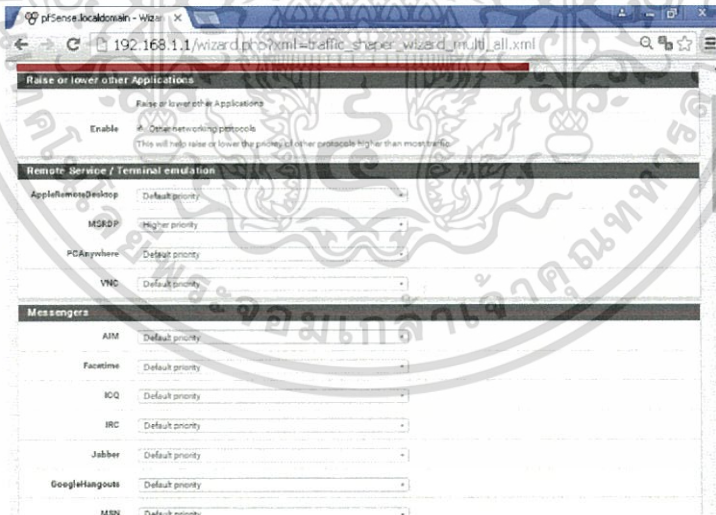 pfSense.localdomain - Wizar
192.168.1.1/wizard.php?xml=traffic_shaper_wizard_multi_all.xml
Raise or lower other Applications
Raise or lower other Applications
Enable Other networking protocols
This will help raise or lower the priority of other protocols higher than most traffic.
Remote Service / Terminal emulation
AppleRemoteDesktop Default priority
MSRDP Higher priority
PCAnywhere Default priority
VNC Default priority
Messengers
AIM Default priority
Facetime Default priority
ICQ Default priority
IRC Default priority
Jabber Default priority
GoogleHangouts Default priority
MSN Default priority